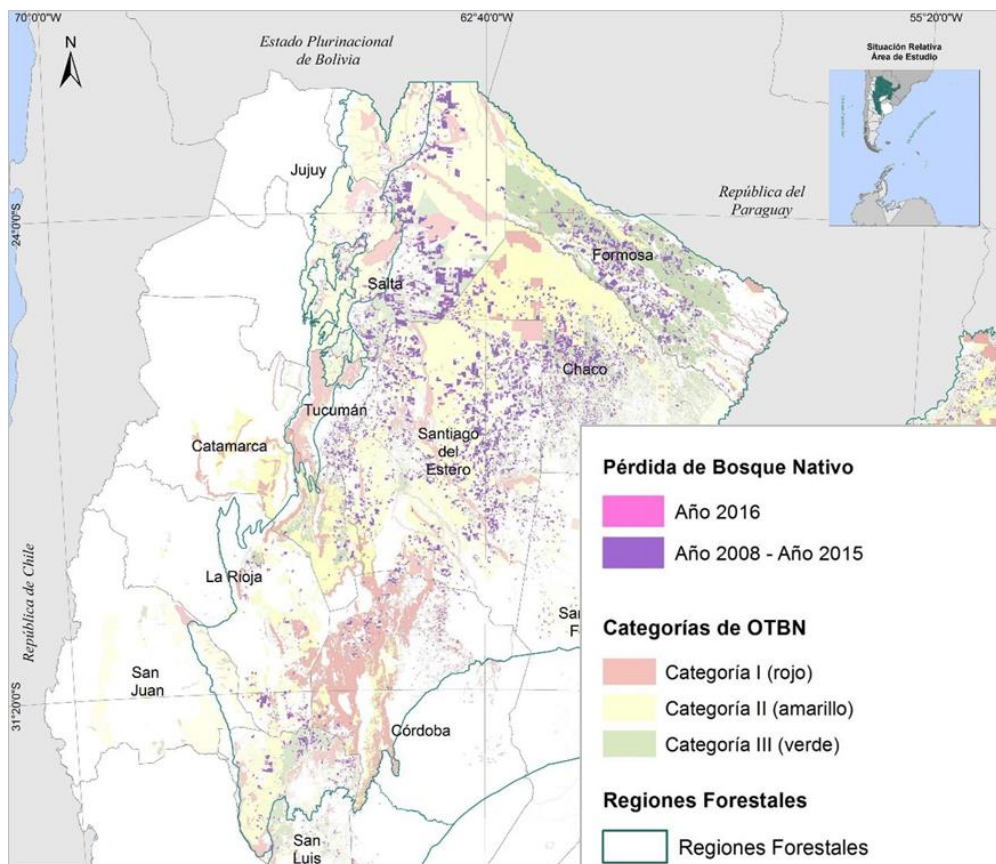 70°0'0"W
62°40'0"W
55°20'0"W
N
Estado Plurinacional
de Bolivia
Situación Relativa
Área de Estudio
Jujuy
República del
Paraguay
24°0'0"S
Formosa
Salta
Chaco
Tucumán
Santiago
del
Estero
Catamarca
República de Chile
La Rioja
San
Juan
31°20'0"S
Córdoba
San
Luis
San
F
Pérdida de Bosque Nativo
Año 2016
Año 2008 - Año 2015
Categorías de OTBN
Categoría I (rojo)
Categoría II (amarillo)
Categoría III (verde)
Regiones Forestales
Regiones Forestales